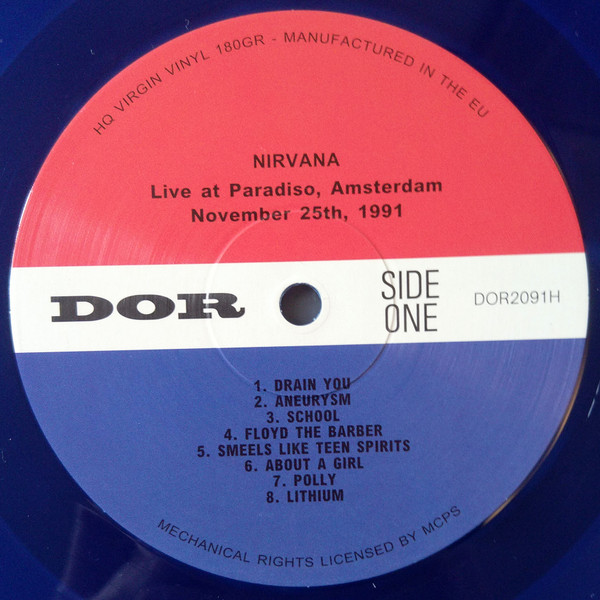 HQ VIRGIN VINYL 180GR - MANUFACTURED IN THE EU
NIRVANA
Live at Paradiso, Amsterdam
November 25th, 1991
DOR
SIDE
ONE
DOR2091H
1. DRAIN YOU
2. ANEURYSM
3. SCHOOL
4. FLOYD THE BARBER
5. SMEELS LIKE TEEN SPIRITS
6. ABOUT A GIRL
7. POLLY
8. LITHIUM
MECHANICAL RIGHTS LICENSED BY MCPS